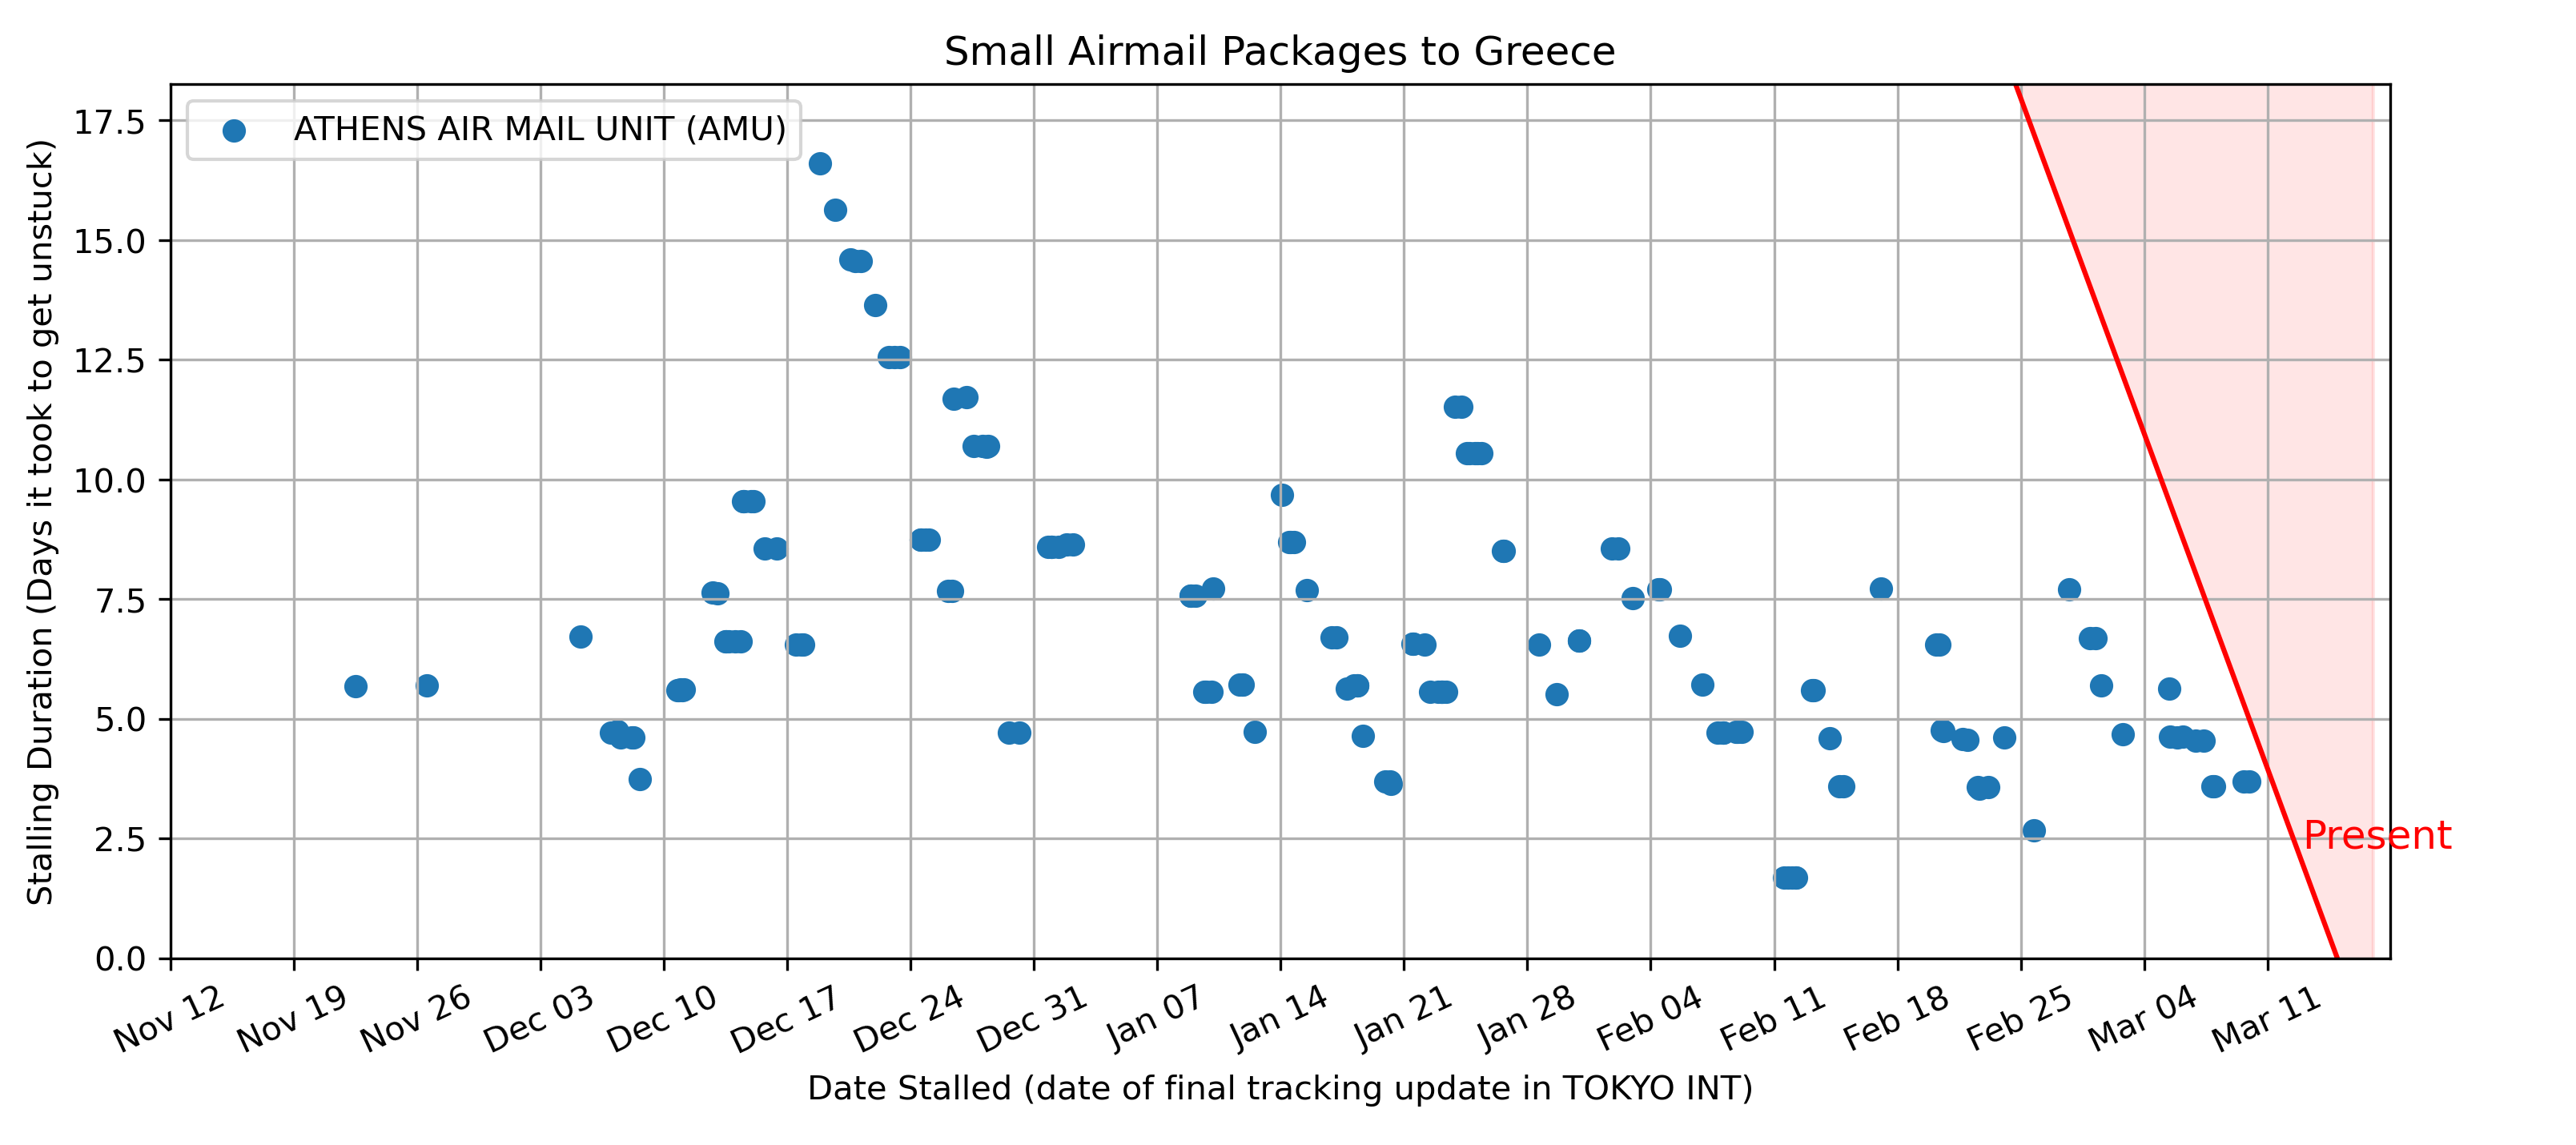 Small Airmail Packages to Greece
ATHENS AIR MAIL UNIT (AMU)
Stalling Duration (Days it took to get unstuck)
17.5
15.0
12.5
10.0
7.5
5.0
2.5
0.0
Present
Nov 12 Nov 19 Nov 26 Dec 03 Dec 10 Dec 17 Dec 24 Dec 31 Jan 07 Jan 14 Jan 21 Jan 28 Feb 04 Feb 11 Feb 18 Feb 25 Mar 04 Mar 11
Date Stalled (date of final tracking update in TOKYO INT)